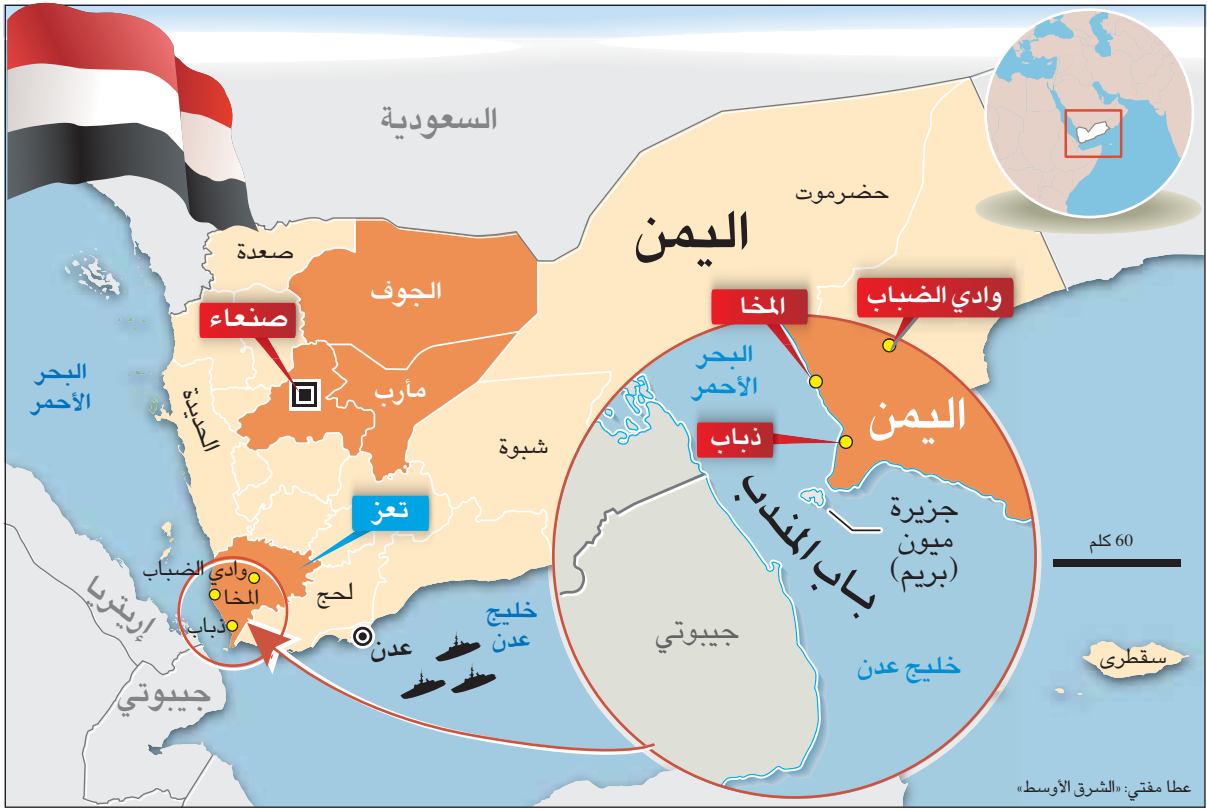 السعودية
حضرموت
اليمن
صعدة
الجوف
صنعاء
المخا
وادي الضباب
البحر
الأحمر
مأرب
البحر
الأحمر
الحديدة
اليمن
ذباب
شبوة
تعز
باب المندب
جزيرة
ميون
(بريم)
60 كلم
وادي الضباب
المخا
ذباب
لحج
إريتريا
عدن
خليج
عدن
جيبوتي
جيبوتي
خليج عدن
سقطرى
عطا مفتي: «الشرق الأوسط»